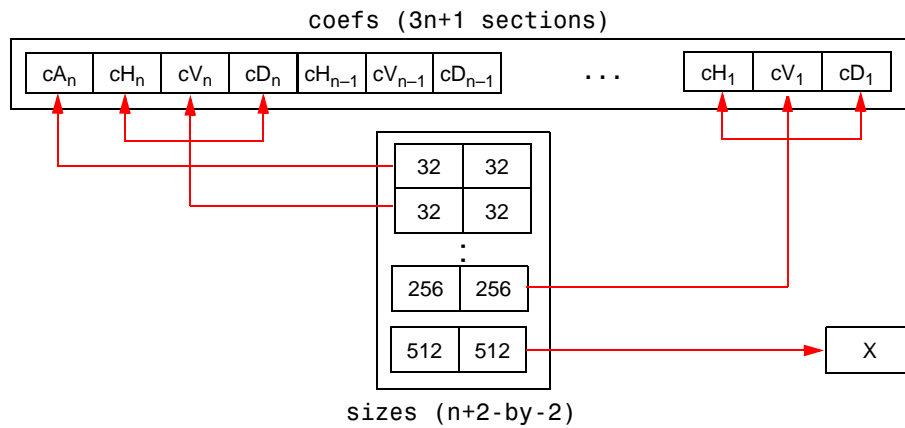 coefs (3n+1 sections)
cAn cHn cVn cDn cHn–1 cVn–1 cDn–1 ... cH1 cV1 cD1
32 32
32 32
:
256 256
512 512 X
sizes (n+2-by-2)